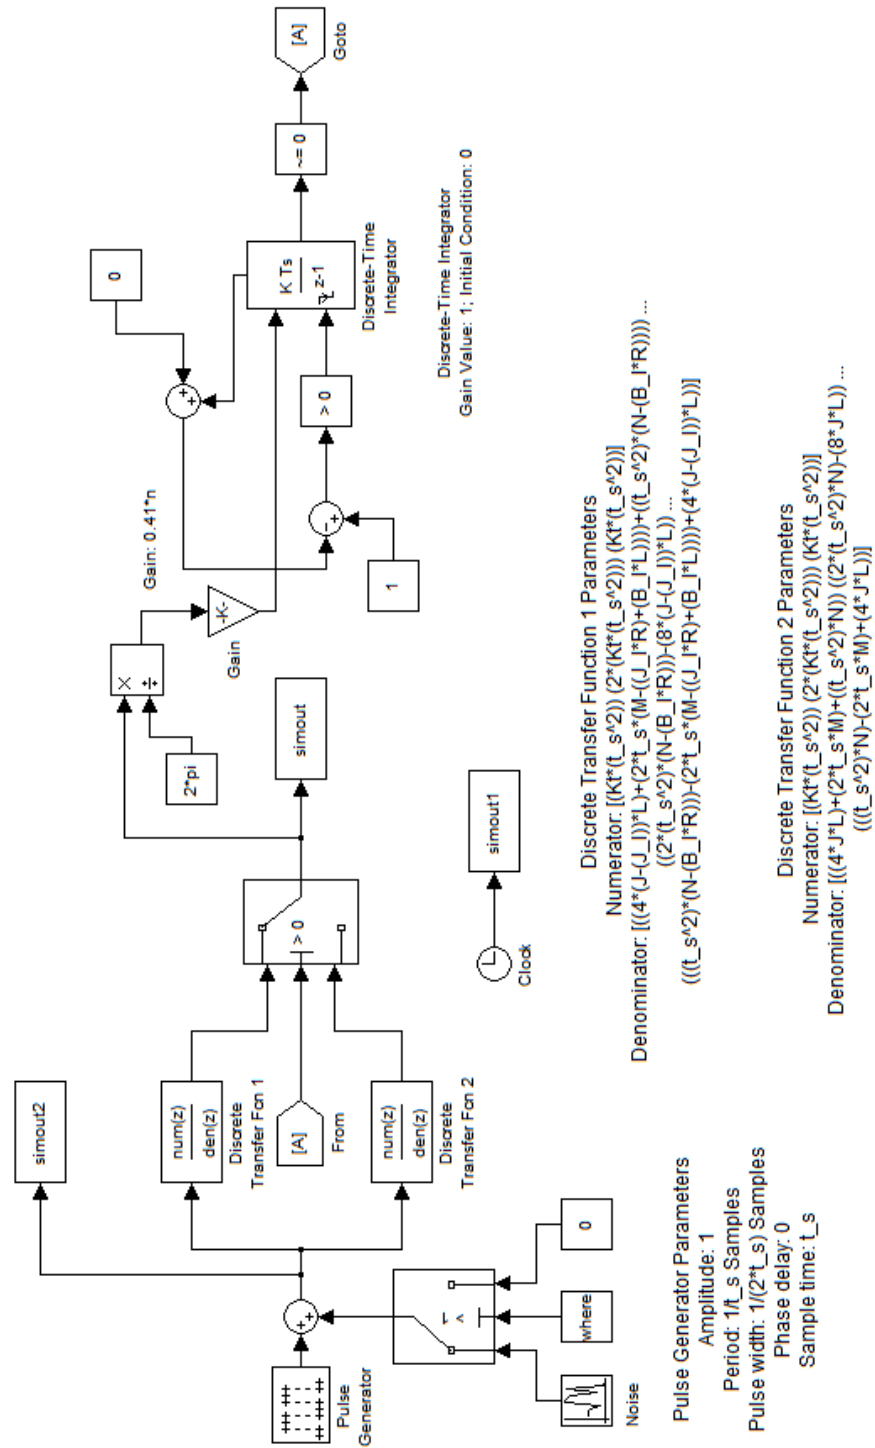 simout2
Pulse
Generator
num(z)
den(z)
Discrete
Transfer Fcn 1
[A]
From
num(z)
den(z)
Discrete
Transfer Fcn 2
Noise
where
0
> 0
simout
Clock
simout1
2*pi
×
÷
-K-
Gain
Gain: 0.41*n
0
1
> 0
K Ts
z-1
Discrete-Time
Integrator
~= 0
[A]
Goto
Discrete-Time Integrator
Gain Value: 1; Initial Condition: 0
Pulse Generator Parameters
Amplitude: 1
Period: 1/t_s Samples
Pulse width: 1/(2*t_s) Samples
Phase delay: 0
Sample time: t_s
Discrete Transfer Function 1 Parameters
Numerator: [(Kt*(t_s^2)) (2*(Kt*(t_s^2))) (Kt*(t_s^2))]
Denominator: [((4*(J-(J_l))*L)+(2*t_s*(M-((J_l*R)+(B_l*L))))+((t_s^2)*(N-(B_l*R)))) ...
((2*(t_s^2)*(N-(B_l*R)))-(8*(J-(J_l))*L)) ...
(((t_s^2)*(N-(B_l*R)))-(2*t_s*(M-((J_l*R)+(B_l*L))))+(4*(J-(J_l))*L))]
Discrete Transfer Function 2 Parameters
Numerator: [(Kt*(t_s^2)) (2*(Kt*(t_s^2))) (Kt*(t_s^2))]
Denominator: [((4*J*L)+(2*t_s*M)+((t_s^2)*N)) ((2*(t_s^2)*N)-(8*J*L)) ...
(((t_s^2)*N)-(2*t_s*M)+(4*J*L))]